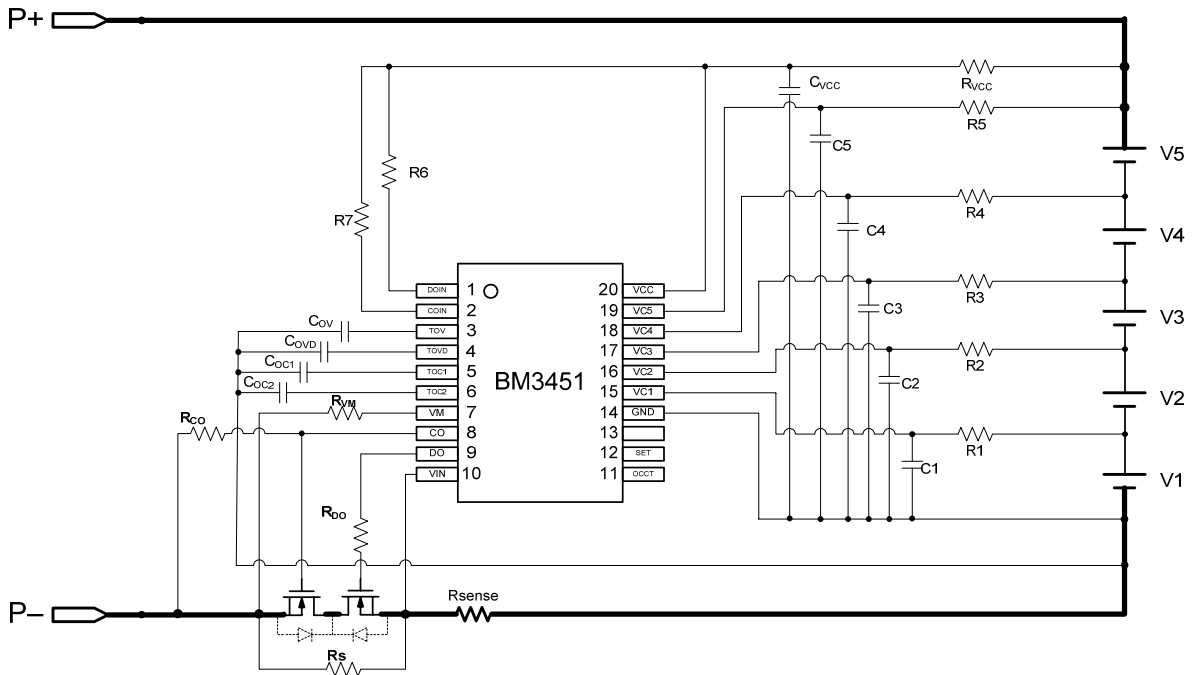 P+
CVCC
RVCC
R5
C5
V5
R6
R7
R4
C4
V4
R3
C3
V3
DOIN 1 20 VCC
COIN 2 19 VC5
COV TOV 3 18 VC4
COVD TOVD 4 17 VC3
COC1 TOC1 5 16 VC2
COC2 TOC2 6 15 VC1
RVM VM 7 14 GND
RCO CO 8 13
DO 9 12 SET
VIN 10 11 OCCT
BM3451
R2
C2
V2
R1
C1
V1
RDO
Rsense
P–
Rs